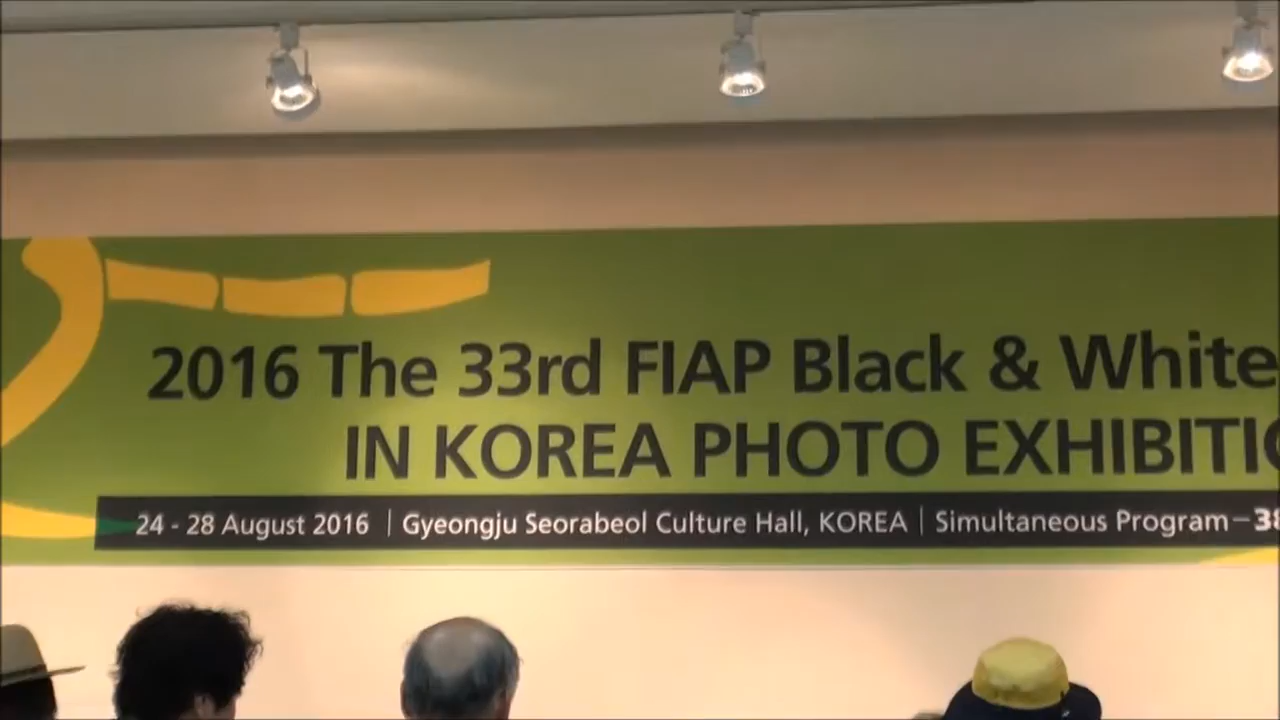 2016 The 33rd FIAP Black & White
IN KOREA PHOTO
24 - 28 August 2016 | Gyeongju Seorabeol Culture Hall, KOREA | Simultaneous Program